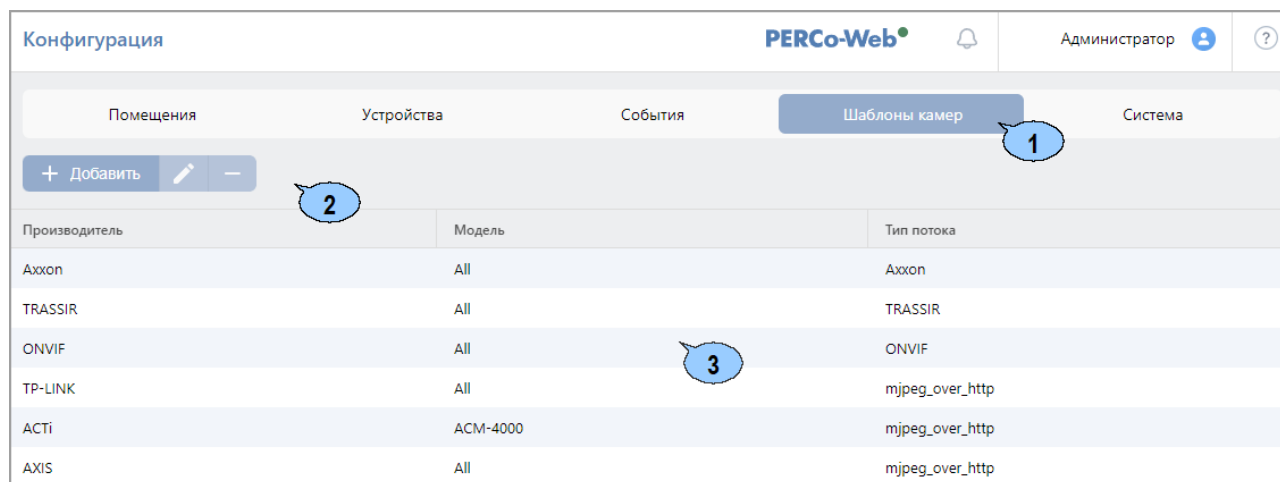 Конфигурация PERCo-Web Администратор ?
Помещения Устройства События Шаблоны камер Система
1
+ Добавить
2
Производитель Модель Тип потока
Axxon All Axxon
TRASSIR All TRASSIR
ONVIF All ONVIF
3
TP-LINK All mjpeg_over_http
ACTi ACM-4000 mjpeg_over_http
AXIS All mjpeg_over_http